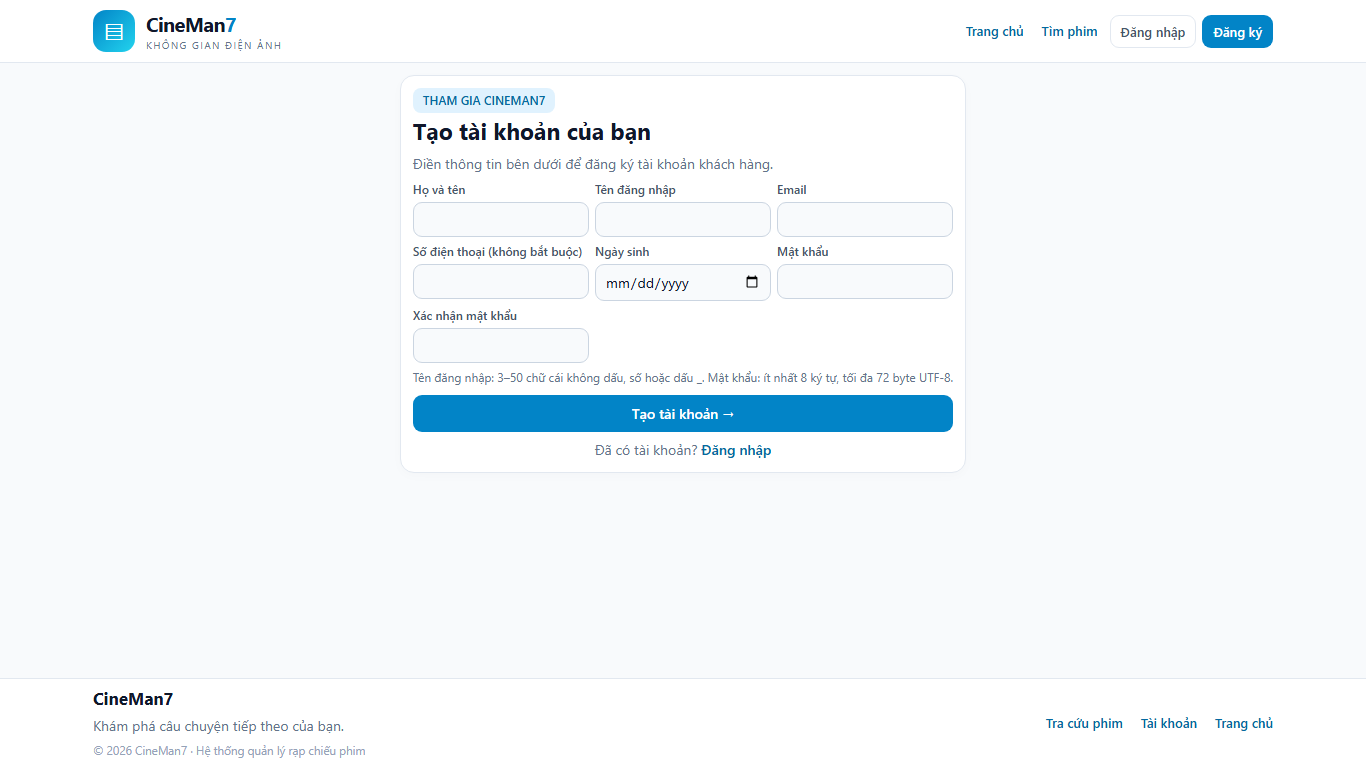 CineMan7
KHÔNG GIAN ĐIỆN ẢNH
Trang chủ Tìm phim Đăng nhập Đăng ký
THAM GIA CINEMAN7
Tạo tài khoản của bạn
Điền thông tin bên dưới để đăng ký tài khoản khách hàng.
Họ và tên Tên đăng nhập Email
Số điện thoại (không bắt buộc) Ngày sinh Mật khẩu
mm/dd/yyyy
Xác nhận mật khẩu
Tên đăng nhập: 3–50 chữ cái không dấu, số hoặc dấu _. Mật khẩu: ít nhất 8 ký tự, tối đa 72 byte UTF-8.
Tạo tài khoản →
Đã có tài khoản? Đăng nhập
CineMan7
Khám phá câu chuyện tiếp theo của bạn.
© 2026 CineMan7 · Hệ thống quản lý rạp chiếu phim
Tra cứu phim Tài khoản Trang chủ